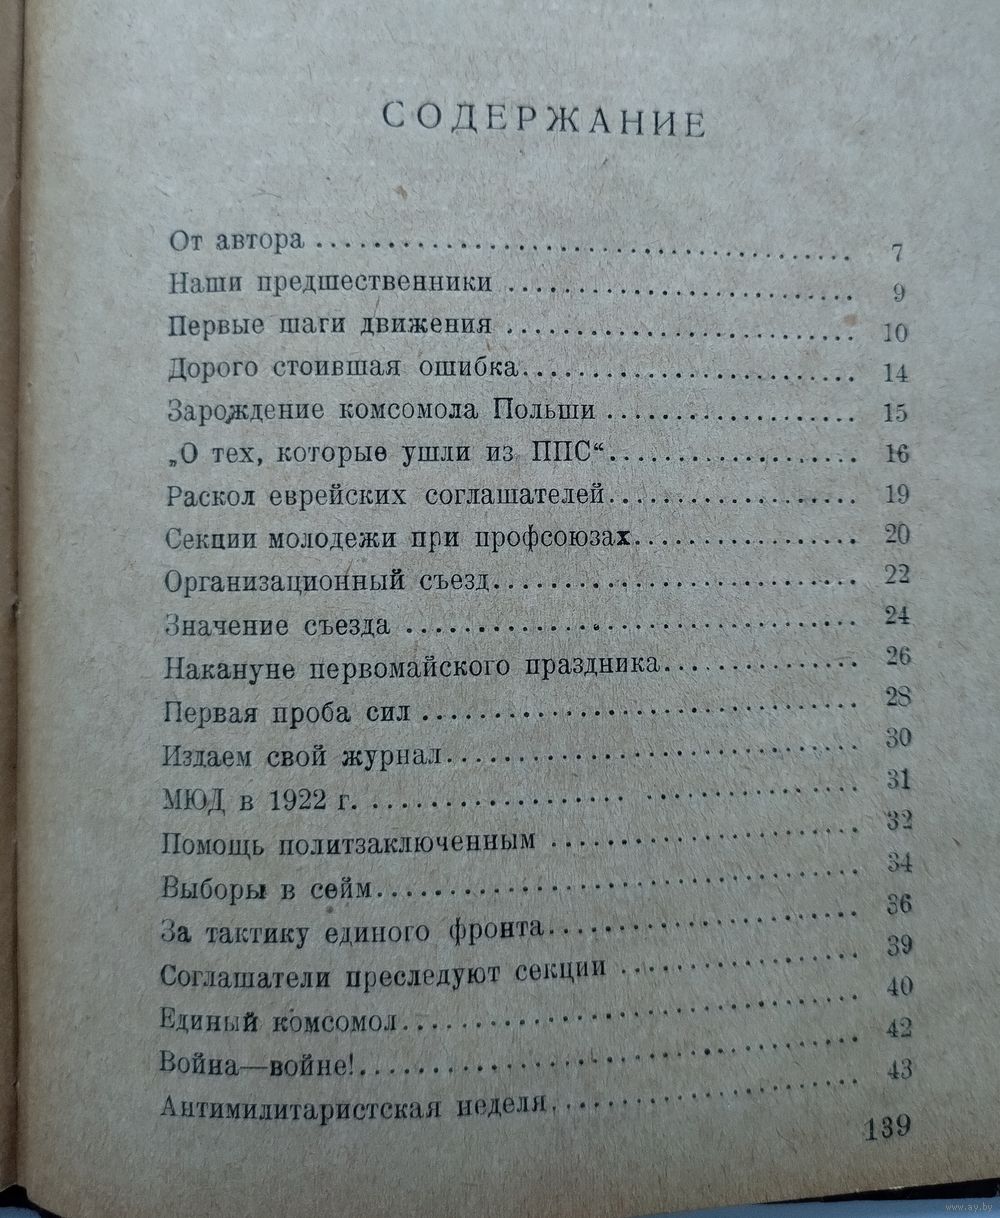 СОДЕРЖАНИЕ
От автора 7
Наши предшественники 9
Первые шаги движения 10
Дорого стоившая ошибка 14
Зарождение комсомола Польши 15
„О тех, которые ушли из ППС“ 16
Раскол еврейских соглашателей 19
Секции молодежи при профсоюзах 20
Организационный съезд 22
Значение съезда 24
Накануне первомайского праздника 26
Первая проба сил 28
Издаем свой журнал 30
МЮД в 1922 г. 31
Помощь политзаключенным 32
Выборы в сейм 34
За тактику единого фронта 36
Соглашатели преследуют секции 39
Единый комсомол 40
Война—войне! 42
Антимилитаристская неделя 43
139
www.ay.by